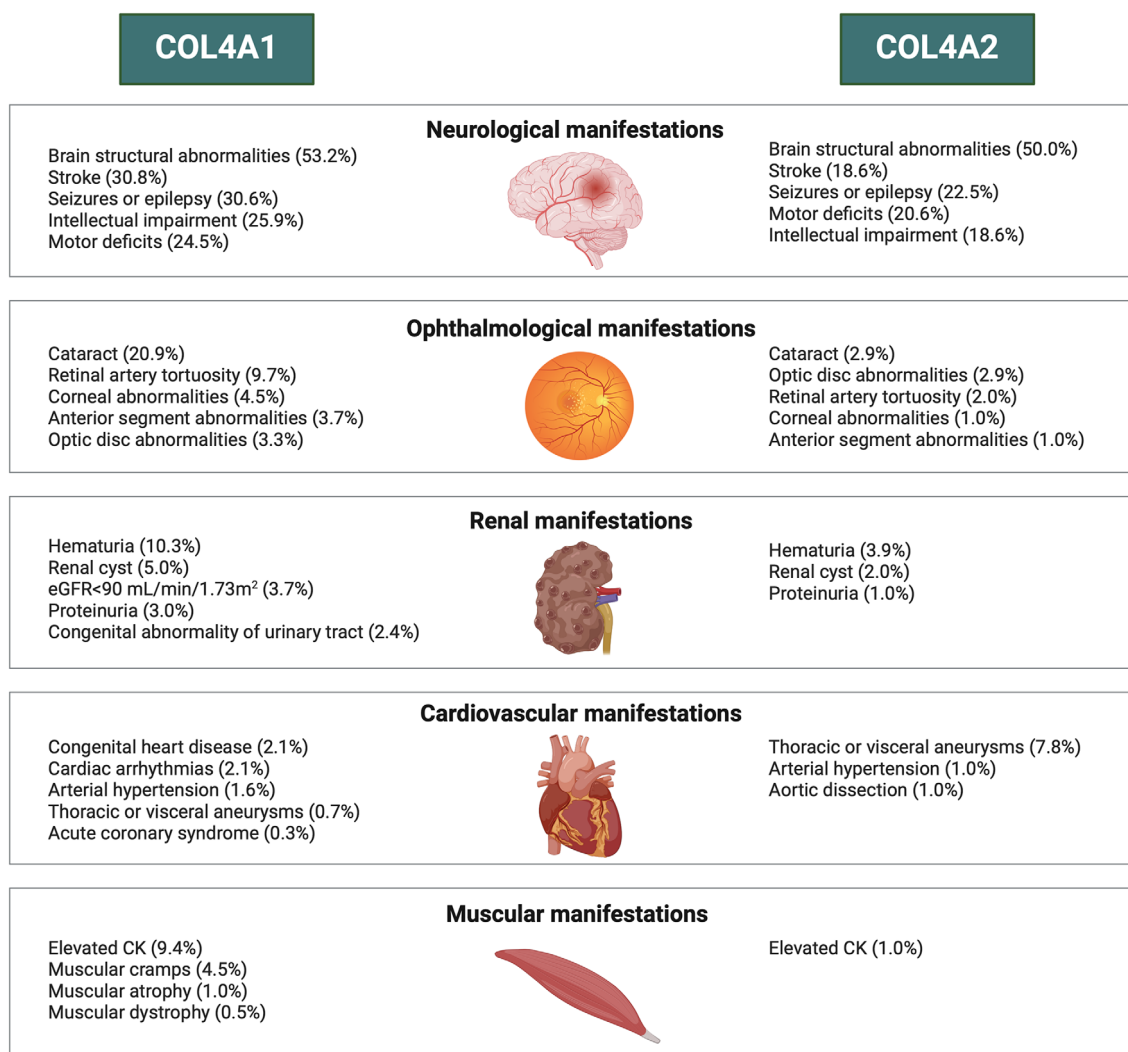 COL4A1
COL4A2
Neurological manifestations
Brain structural abnormalities (53.2%)
Stroke (30.8%)
Seizures or epilepsy (30.6%)
Intellectual impairment (25.9%)
Motor deficits (24.5%)
Brain structural abnormalities (50.0%)
Stroke (18.6%)
Seizures or epilepsy (22.5%)
Motor deficits (20.6%)
Intellectual impairment (18.6%)
Ophthalmological manifestations
Cataract (20.9%)
Retinal artery tortuosity (9.7%)
Corneal abnormalities (4.5%)
Anterior segment abnormalities (3.7%)
Optic disc abnormalities (3.3%)
Cataract (2.9%)
Optic disc abnormalities (2.9%)
Retinal artery tortuosity (2.0%)
Corneal abnormalities (1.0%)
Anterior segment abnormalities (1.0%)
Renal manifestations
Hematuria (10.3%)
Renal cyst (5.0%)
eGFR<90 mL/min/1.73m² (3.7%)
Proteinuria (3.0%)
Congenital abnormality of urinary tract (2.4%)
Hematuria (3.9%)
Renal cyst (2.0%)
Proteinuria (1.0%)
Cardiovascular manifestations
Congenital heart disease (2.1%)
Cardiac arrhythmias (2.1%)
Arterial hypertension (1.6%)
Thoracic or visceral aneurysms (0.7%)
Acute coronary syndrome (0.3%)
Thoracic or visceral aneurysms (7.8%)
Arterial hypertension (1.0%)
Aortic dissection (1.0%)
Muscular manifestations
Elevated CK (9.4%)
Muscular cramps (4.5%)
Muscular atrophy (1.0%)
Muscular dystrophy (0.5%)
Elevated CK (1.0%)